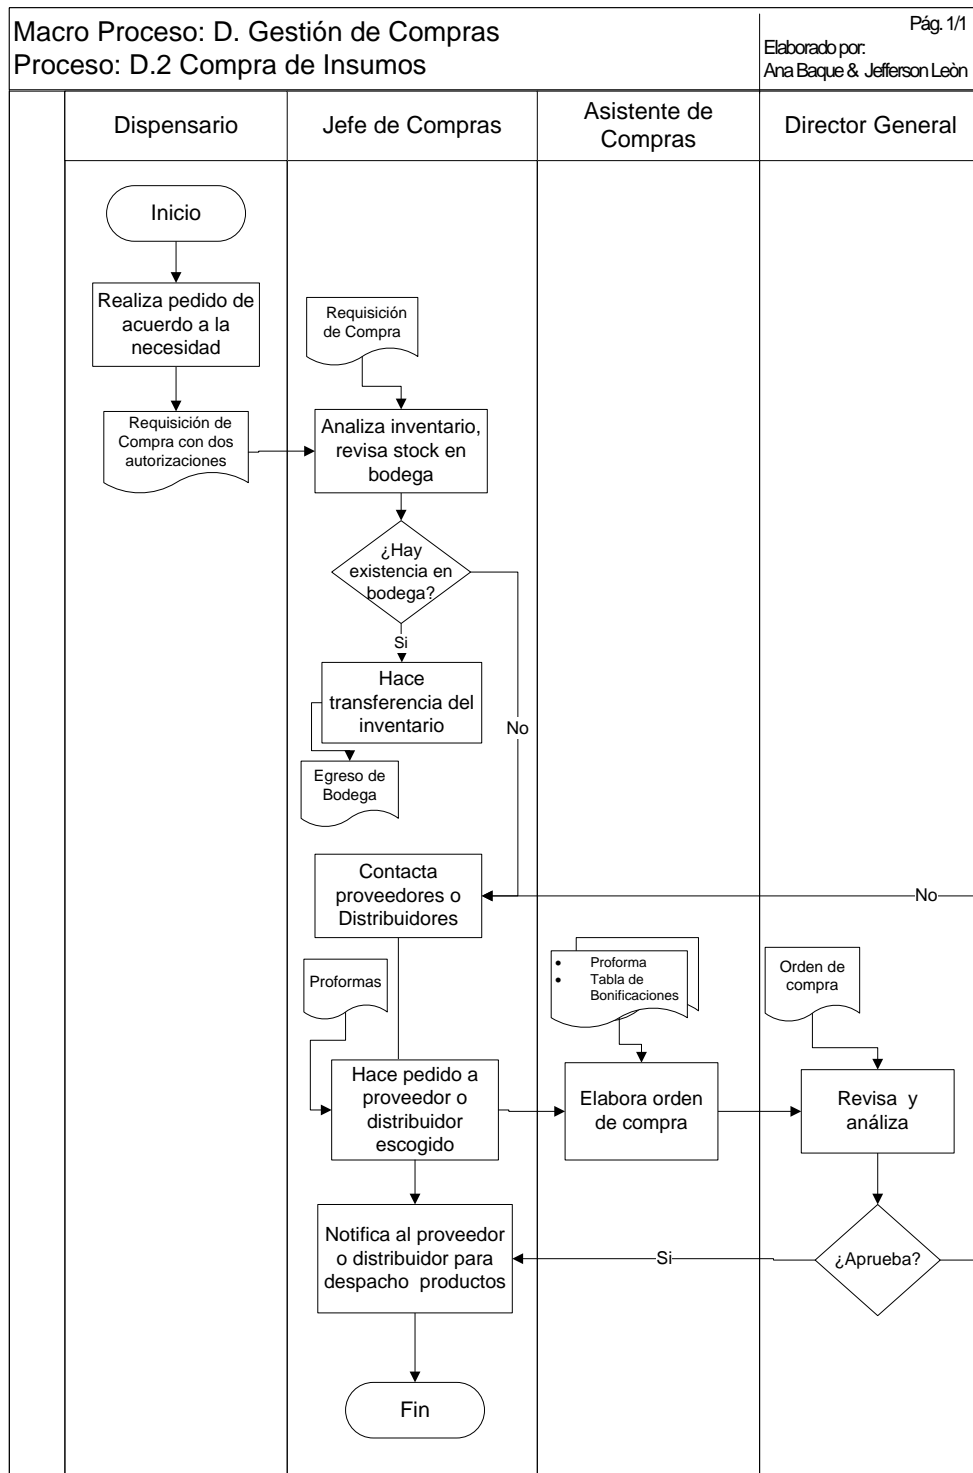 Macro Proceso: D. Gestión de Compras
Proceso: D.2 Compra de Insumos
Pág. 1/1
Elaborado por:
Ana Baque & Jefferson Leòn
Dispensario
Jefe de Compras
Asistente de
Compras
Director General
Inicio
Realiza pedido de
acuerdo a la
necesidad
Requisición de
Compra con dos
autorizaciones
Requisición
de Compra
Analiza inventario,
revisa stock en
bodega
¿Hay
existencia en
bodega?
Si
No
Hace
transferencia del
inventario
Egreso de
Bodega
Contacta
proveedores o
Distribuidores
No
Proformas
• Proforma
• Tabla de
Bonificaciones
Orden de
compra
Hace pedido a
proveedor o
distribuidor
escogido
Elabora orden
de compra
Revisa y
análiza
Notifica al proveedor
o distribuidor para
despacho productos
Si
¿Aprueba?
Fin